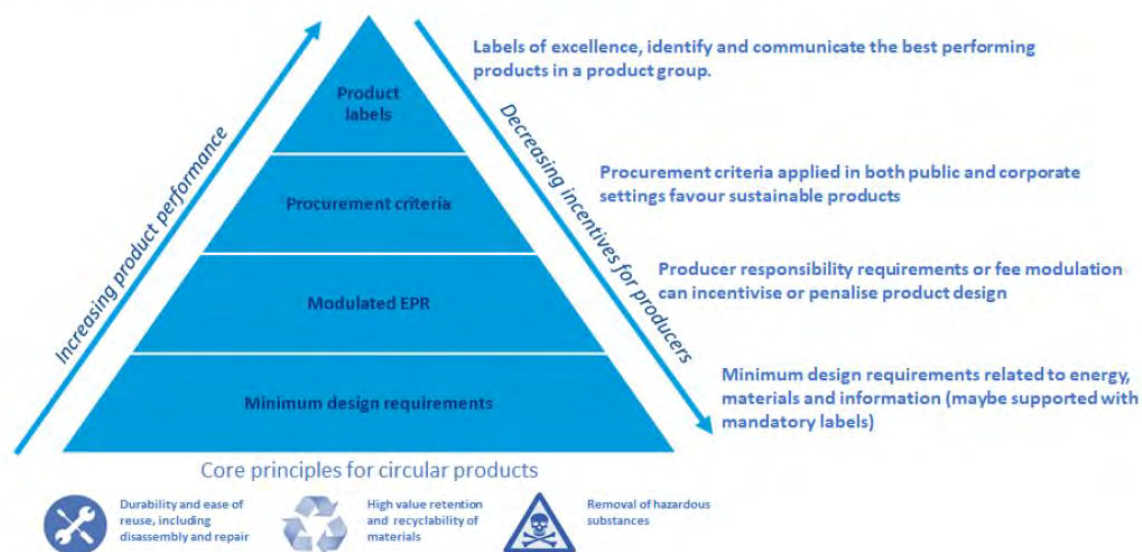 Labels of excellence, identify and communicate the best performing
products in a product group.
Product
labels
Increasing product performance
Decreasing incentives for producers
Procurement criteria applied in both public and corporate
settings favour sustainable products
Procurement criteria
Producer responsibility requirements or fee modulation
can incentivise or penalise product design
Modulated EPR
Minimum design requirements related to energy,
materials and information (maybe supported with
mandatory labels)
Minimum design requirements
Core principles for circular products
Durability and ease of
reuse, including
disassembly and repair
High value retention
and recyclability of
materials
Removal of hazardous
substances